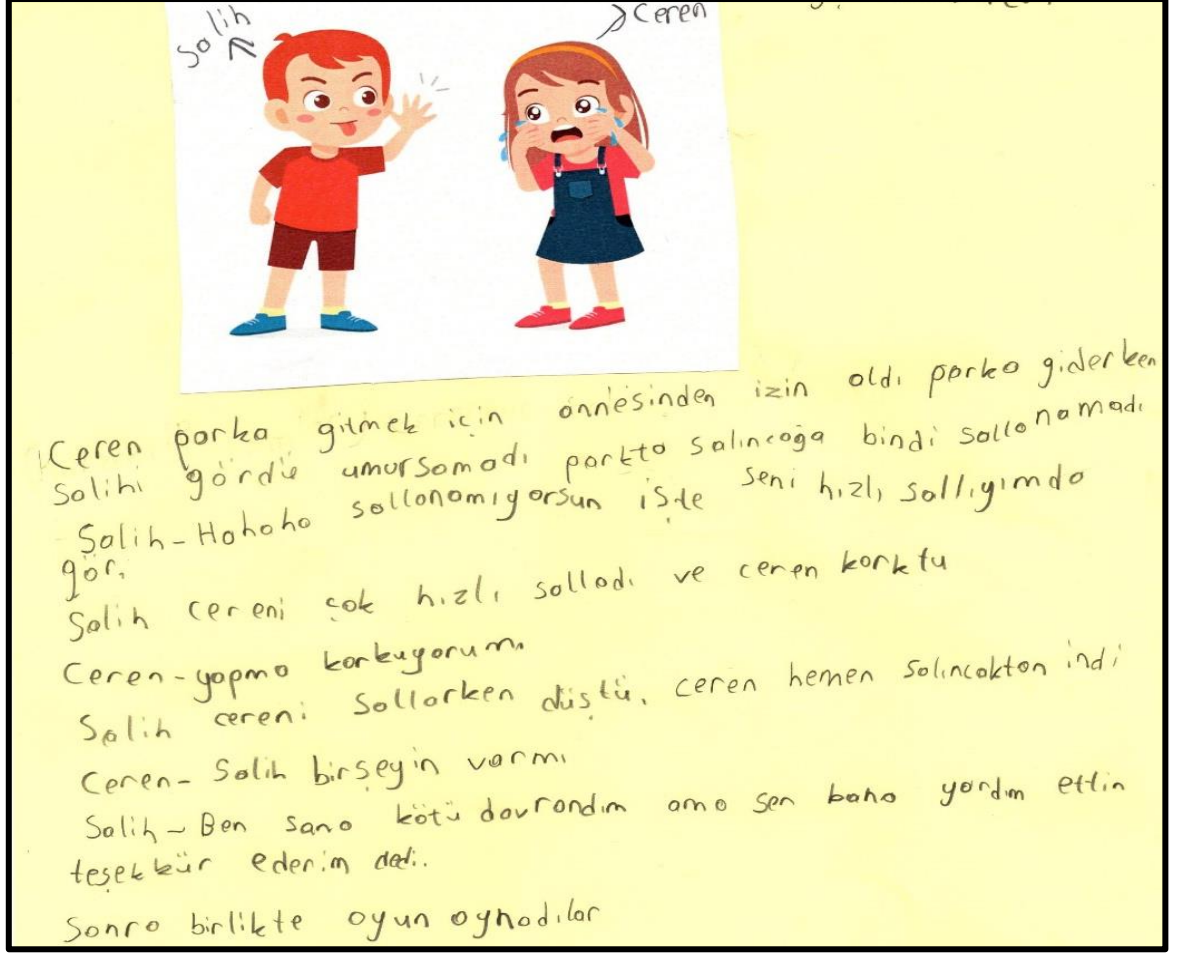 Salih
Ceren
Ceren parka gitmek için annesinden izin aldı parka giderken
Salihi gördü umursamadı parkta salıncağa bindi sallanamadı
Salih-Hahaha sallanamıyorsun işte seni hızlı sallıyımda
gör.
Salih cereni çok hızlı salladı ve ceren korktu
Ceren-yapma korkuyorum.
Salih cereni sallarken düştü. ceren hemen salıncaktan indi
Ceren- Salih birşeyin varmı
Salih-Ben sana kötü davrandım ama sen bana yardım ettin
teşekkür ederim dedi.
Sonra birlikte oyun oynadılar